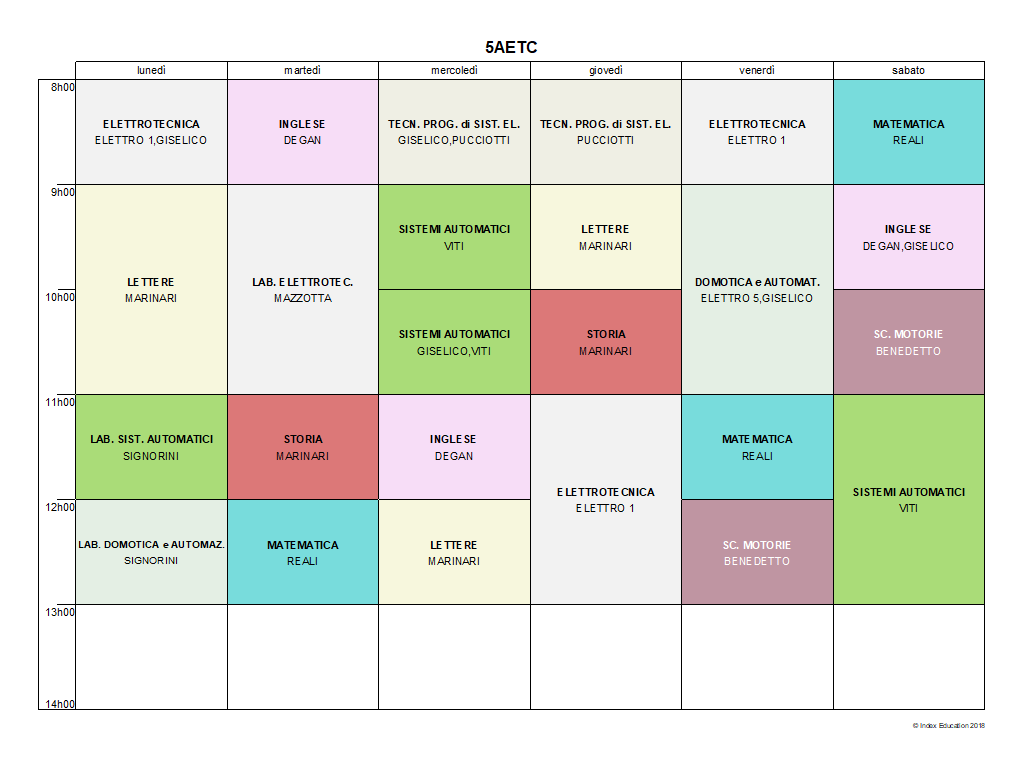 5AETC
lunedì martedì mercoledì giovedì venerdì sabato
8h00
ELETTROTECNICA INGLESE TECN. PROG. di SIST. EL. TECN. PROG. di SIST. EL. ELETTROTECNICA MATEMATICA
ELETTRO 1,GISELICO DEGAN GISELICO,PUCCIOTTI PUCCIOTTI ELETTRO 1 REALI
9h00
SISTEMI AUTOMATICI LETTERE INGLESE
VITI MARINARI DEGAN,GISELICO
LETTERE LAB. ELETTROTEC. DOMOTICA e AUTOMAT.
MARINARI MAZZOTTA ELETTRO 5,GISELICO
10h00
SISTEMI AUTOMATICI STORIA SC. MOTORIE
GISELICO,VITI MARINARI BENEDETTO
11h00
LAB. SIST. AUTOMATICI STORIA INGLESE MATEMATICA
SIGNORINI MARINARI DEGAN REALI
ELETTROTECNICA SISTEMI AUTOMATICI
ELETTRO 1 VITI
12h00
LAB. DOMOTICA e AUTOMAZ. MATEMATICA LETTERE SC. MOTORIE
SIGNORINI REALI MARINARI BENEDETTO
13h00
14h00
© Index Education 2018